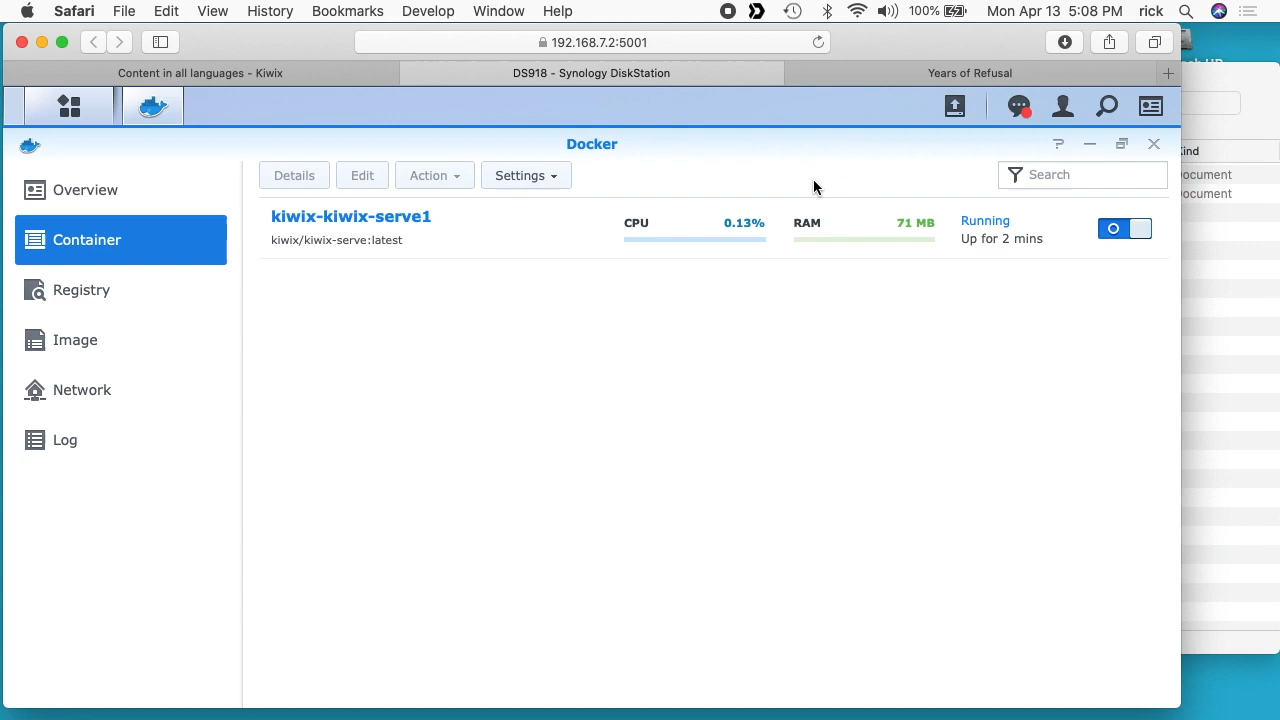 Safari File Edit View History Bookmarks Develop Window Help 100% Mon Apr 13 5:08 PM rick
192.168.7.2:5001
Content in all languages - Kiwix DS918 - Synology DiskStation Years of Refusal +
Docker ?
Overview
Container
Registry
Image
Network
Log
Details Edit Action Settings Search
kiwix-kiwix-serve1
kiwix/kiwix-serve:latest
CPU 0.13% RAM 71 MB
Running
Up for 2 mins